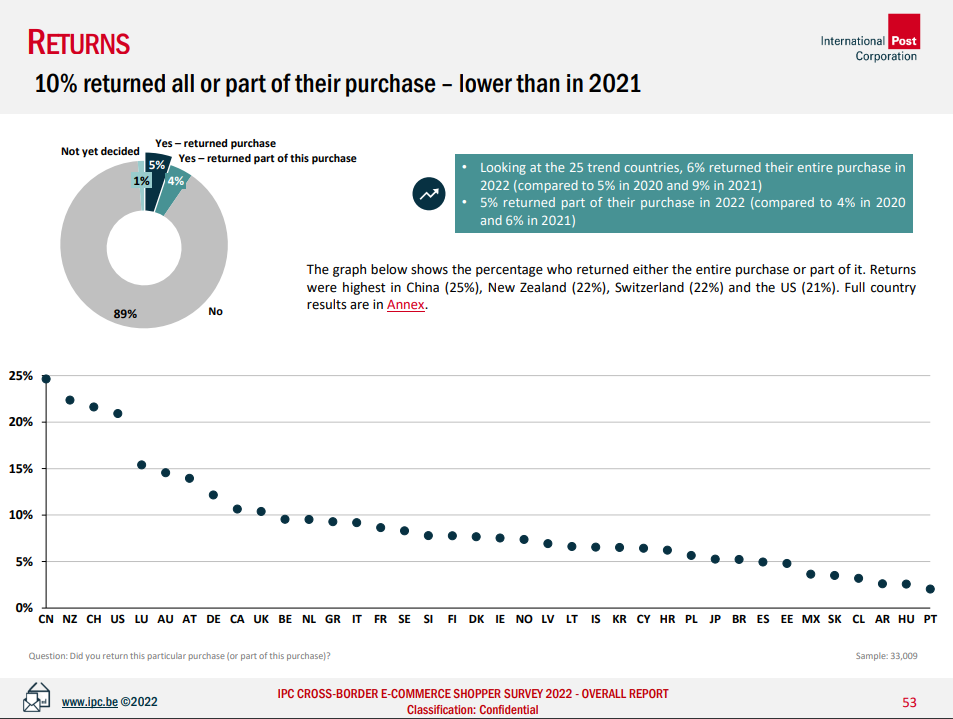 RETURNS
International Post
Corporation
10% returned all or part of their purchase – lower than in 2021
Yes – returned purchase
Not yet decided
Yes – returned part of this purchase
5%
1%
4%
89%
No
• Looking at the 25 trend countries, 6% returned their entire purchase in
2022 (compared to 5% in 2020 and 9% in 2021)
• 5% returned part of their purchase in 2022 (compared to 4% in 2020
and 6% in 2021)
The graph below shows the percentage who returned either the entire purchase or part of it. Returns
were highest in China (25%), New Zealand (22%), Switzerland (22%) and the US (21%). Full country
results are in Annex.
25%
20%
15%
10%
5%
0%
CN NZ CH US LU AU AT DE CA UK BE NL GR IT FR SE SI FI DK IE NO LV LT IS KR CY HR PL JP BR ES EE MX SK CL AR HU PT
Question: Did you return this particular purchase (or part of this purchase)?
Sample: 33,009
www.ipc.be ©2022
IPC CROSS-BORDER E-COMMERCE SHOPPER SURVEY 2022 - OVERALL REPORT
Classification: Confidential
53